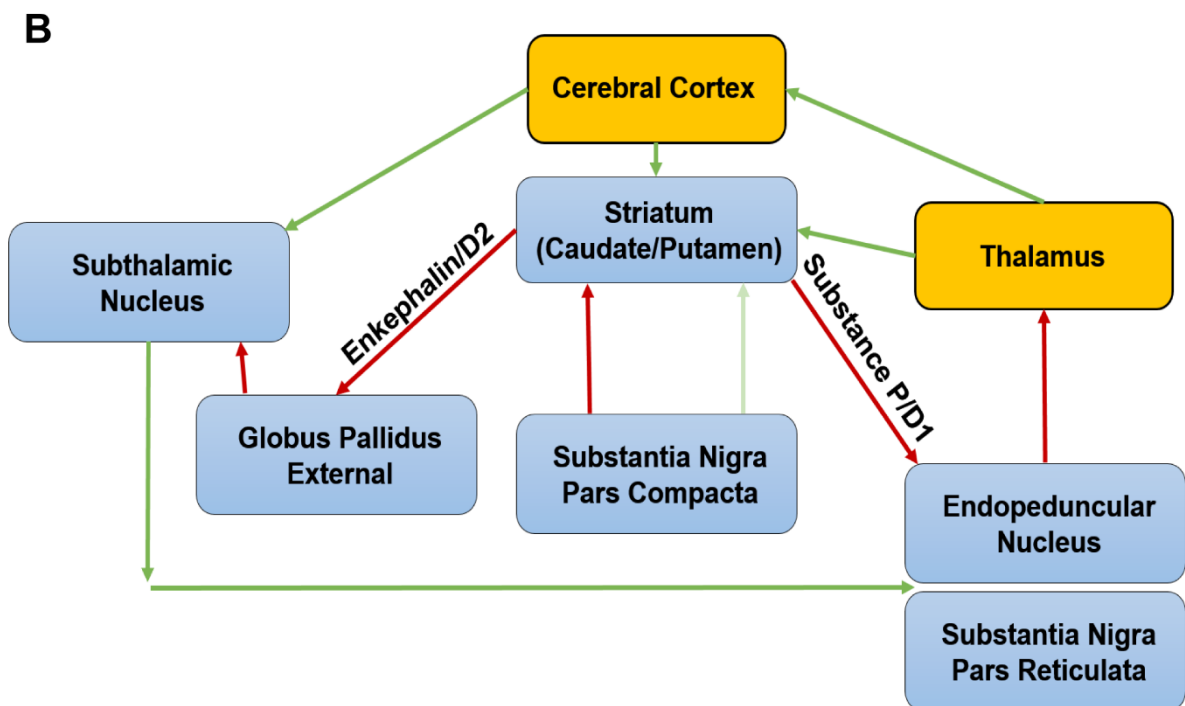 B
Cerebral Cortex
Striatum
(Caudate/Putamen)
Subthalamic
Nucleus
Thalamus
Enkephalin/D2
Substance P/D1
Globus Pallidus
External
Substantia Nigra
Pars Compacta
Endopeduncular
Nucleus
Substantia Nigra
Pars Reticulata